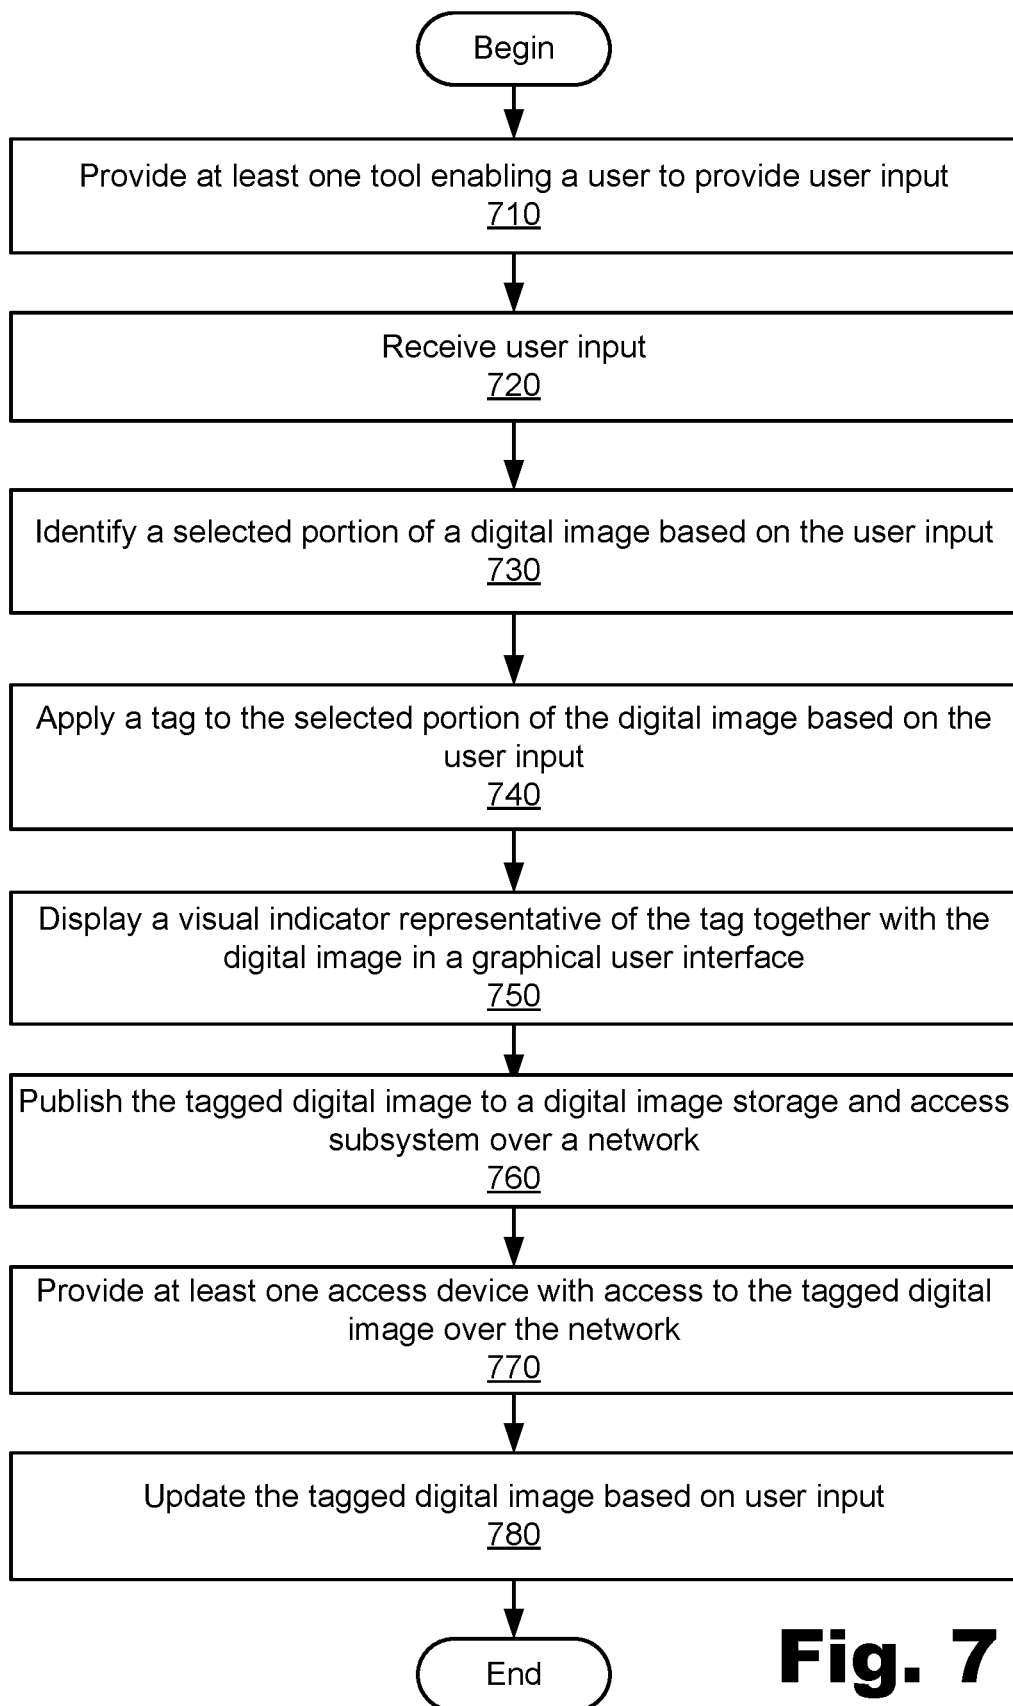 Begin
Provide at least one tool enabling a user to provide user input
710
Receive user input
720
Identify a selected portion of a digital image based on the user input
730
Apply a tag to the selected portion of the digital image based on the
user input
740
Display a visual indicator representative of the tag together with the
digital image in a graphical user interface
750
Publish the tagged digital image to a digital image storage and access
subsystem over a network
760
Provide at least one access device with access to the tagged digital
image over the network
770
Update the tagged digital image based on user input
780
End
Fig. 7